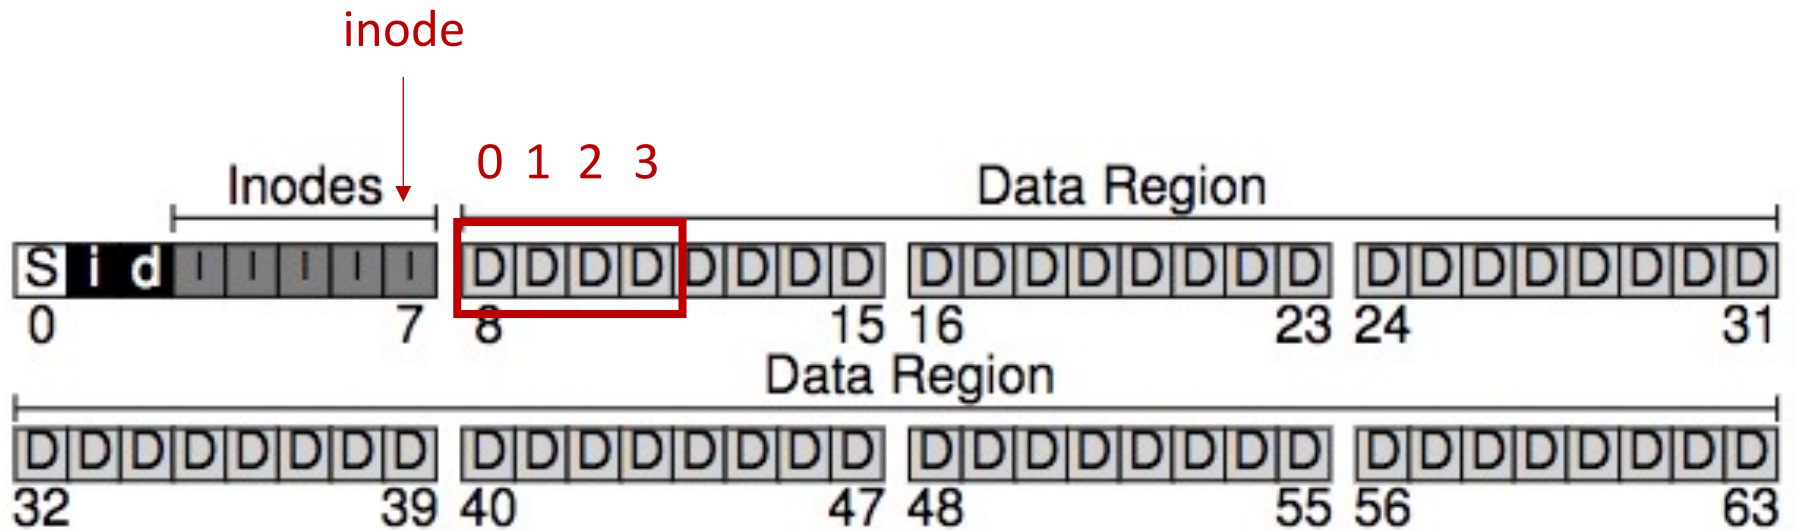 inode
0 1 2 3
Inodes Data Region
S i d I I I I I D D D D D D D D D D D D D D D D D D D D D D D D
0 7 8 15 16 23 24 31
Data Region
D D D D D D D D D D D D D D D D D D D D D D D D D D D D D D D D
32 39 40 47 48 55 56 63